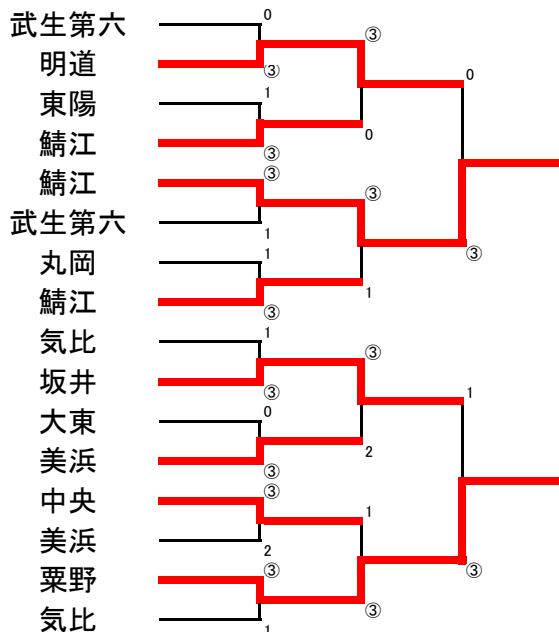 武生第六
0
③
明道
③
0
東陽
1
0
鯖江
③
鯖江
③
③
武生第六
1
③
丸岡
1
1
鯖江
③
気比
1
③
坂井
③
1
大東
0
2
美浜
③
中央
③
1
美浜
2
粟野
③
③
③
気比
1